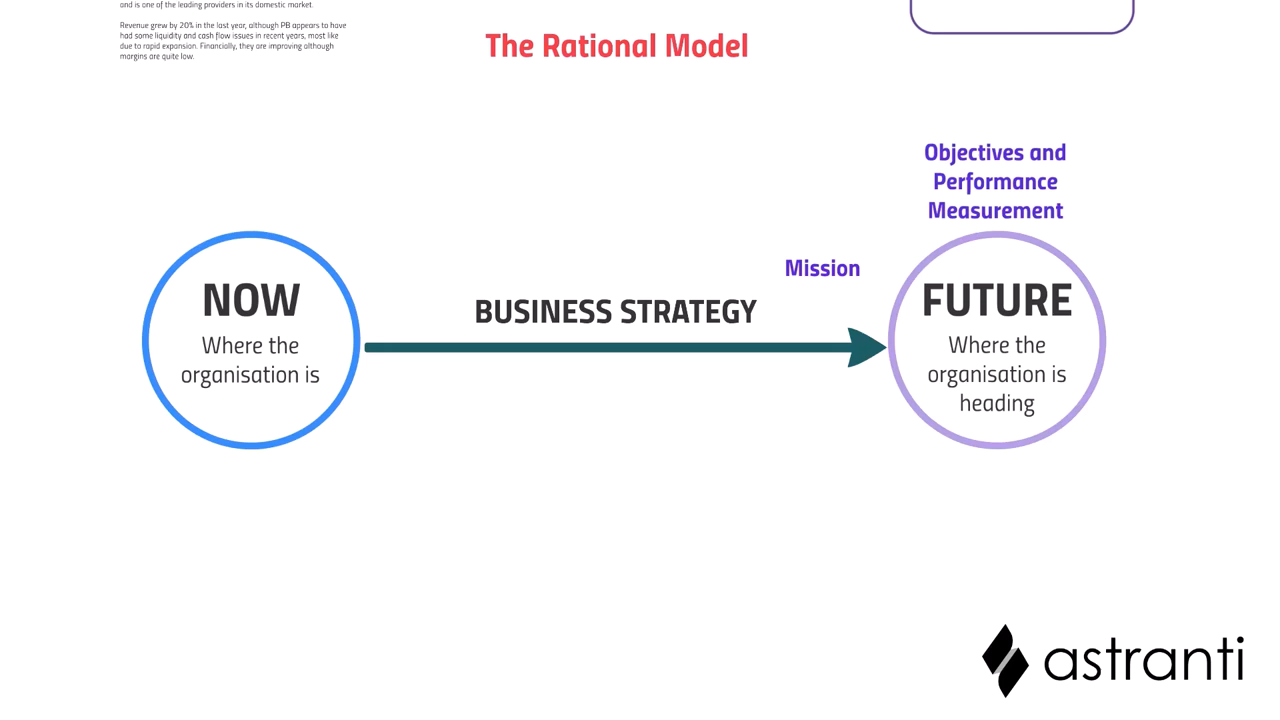 and is one of the leading providers in its domestic market.
Revenue grew by 20% in the last year, although PB appears to have
had some liquidity and cash flow issues in recent years, most like
due to rapid expansion. Financially, they are improving although
margins are quite low.
The Rational Model
Objectives and
Performance
Measurement
Mission
NOW
Where the
organisation is
BUSINESS STRATEGY
FUTURE
Where the
organisation is
heading
astranti